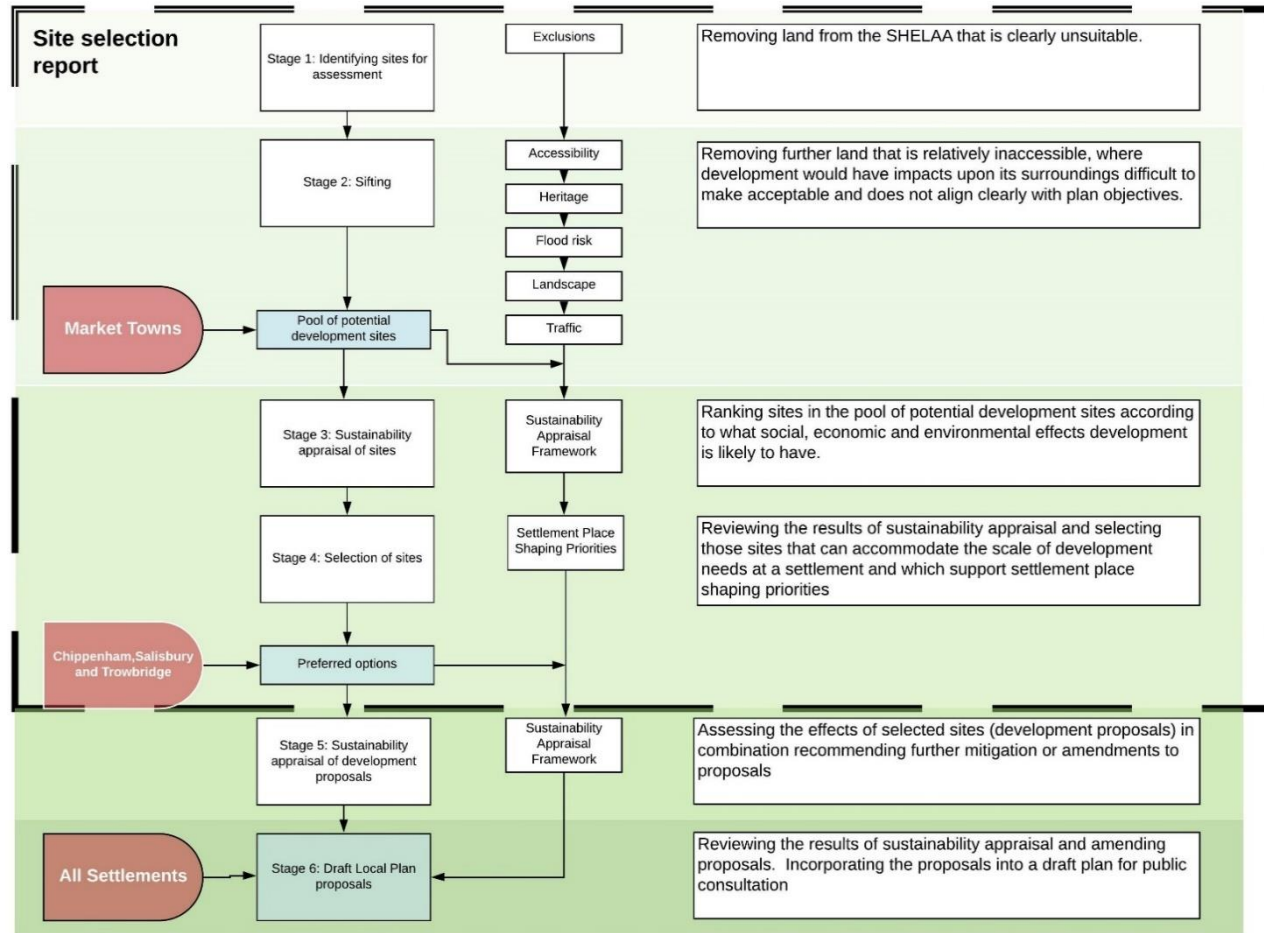 Site selection
report
Stage 1: Identifying sites for
assessment
Exclusions
Removing land from the SHELAA that is clearly unsuitable.
Stage 2: Sifting
Accessibility
Heritage
Flood risk
Landscape
Traffic
Removing further land that is relatively inaccessible, where
development would have impacts upon its surroundings difficult to
make acceptable and does not align clearly with plan objectives.
Market Towns
Pool of potential
development sites
Stage 3: Sustainability
appraisal of sites
Sustainability
Appraisal
Framework
Ranking sites in the pool of potential development sites according
to what social, economic and environmental effects development
is likely to have.
Stage 4: Selection of sites
Settlement Place
Shaping Priorities
Reviewing the results of sustainability appraisal and selecting
those sites that can accommodate the scale of development
needs at a settlement and which support settlement place
shaping priorities
Chippenham,Salisbury
and Trowbridge
Preferred options
Stage 5: Sustainability
appraisal of development
proposals
Sustainability
Appraisal
Framework
Assessing the effects of selected sites (development proposals) in
combination recommending further mitigation or amendments to
proposals
All Settlements
Stage 6: Draft Local Plan
proposals
Reviewing the results of sustainability appraisal and amending
proposals.  Incorporating the proposals into a draft plan for public
consultation